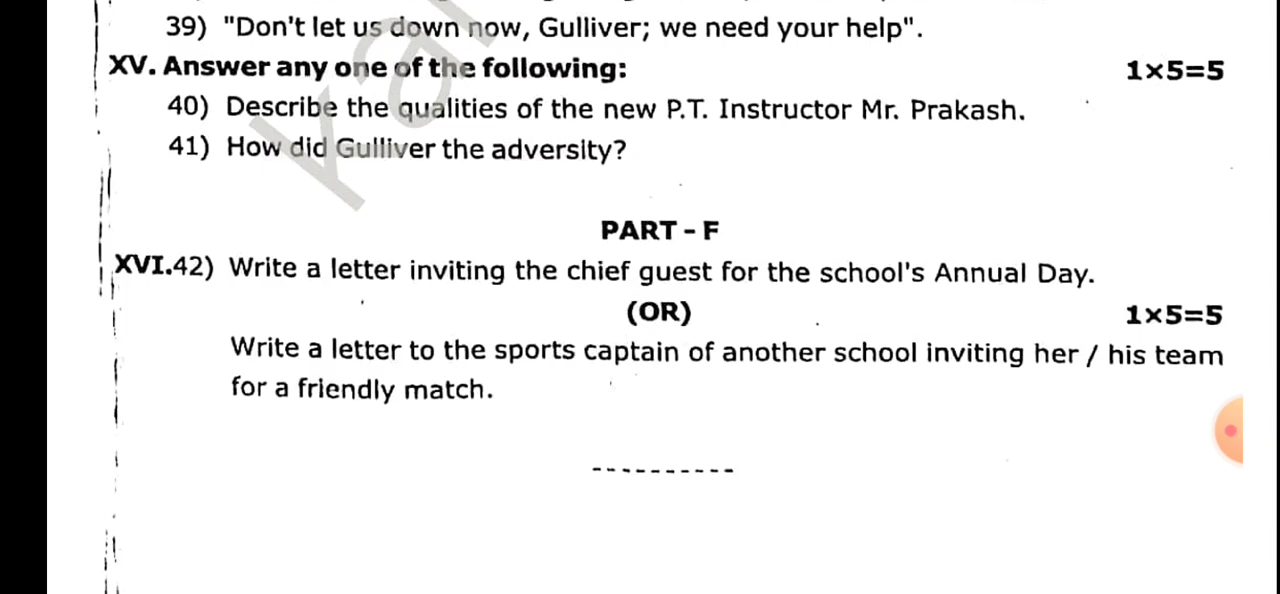 39) "Don't let us down now, Gulliver; we need your help".
XV. Answer any one of the following: 1×5=5
40) Describe the qualities of the new P.T. Instructor Mr. Prakash.
41) How did Gulliver the adversity?
PART - F
XVI.42) Write a letter inviting the chief guest for the school's Annual Day.
(OR) 1×5=5
Write a letter to the sports captain of another school inviting her / his team
for a friendly match.
----------